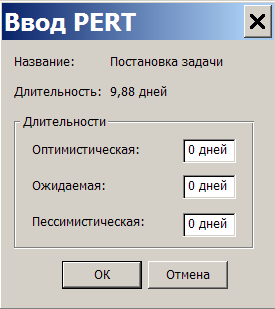 Ввод PERT
Название: Постановка задачи
Длительность: 9,88 дней
Длительности
Оптимистическая: 0 дней
Ожидаемая: 0 дней
Пессимистическая: 0 дней
ОК Отмена